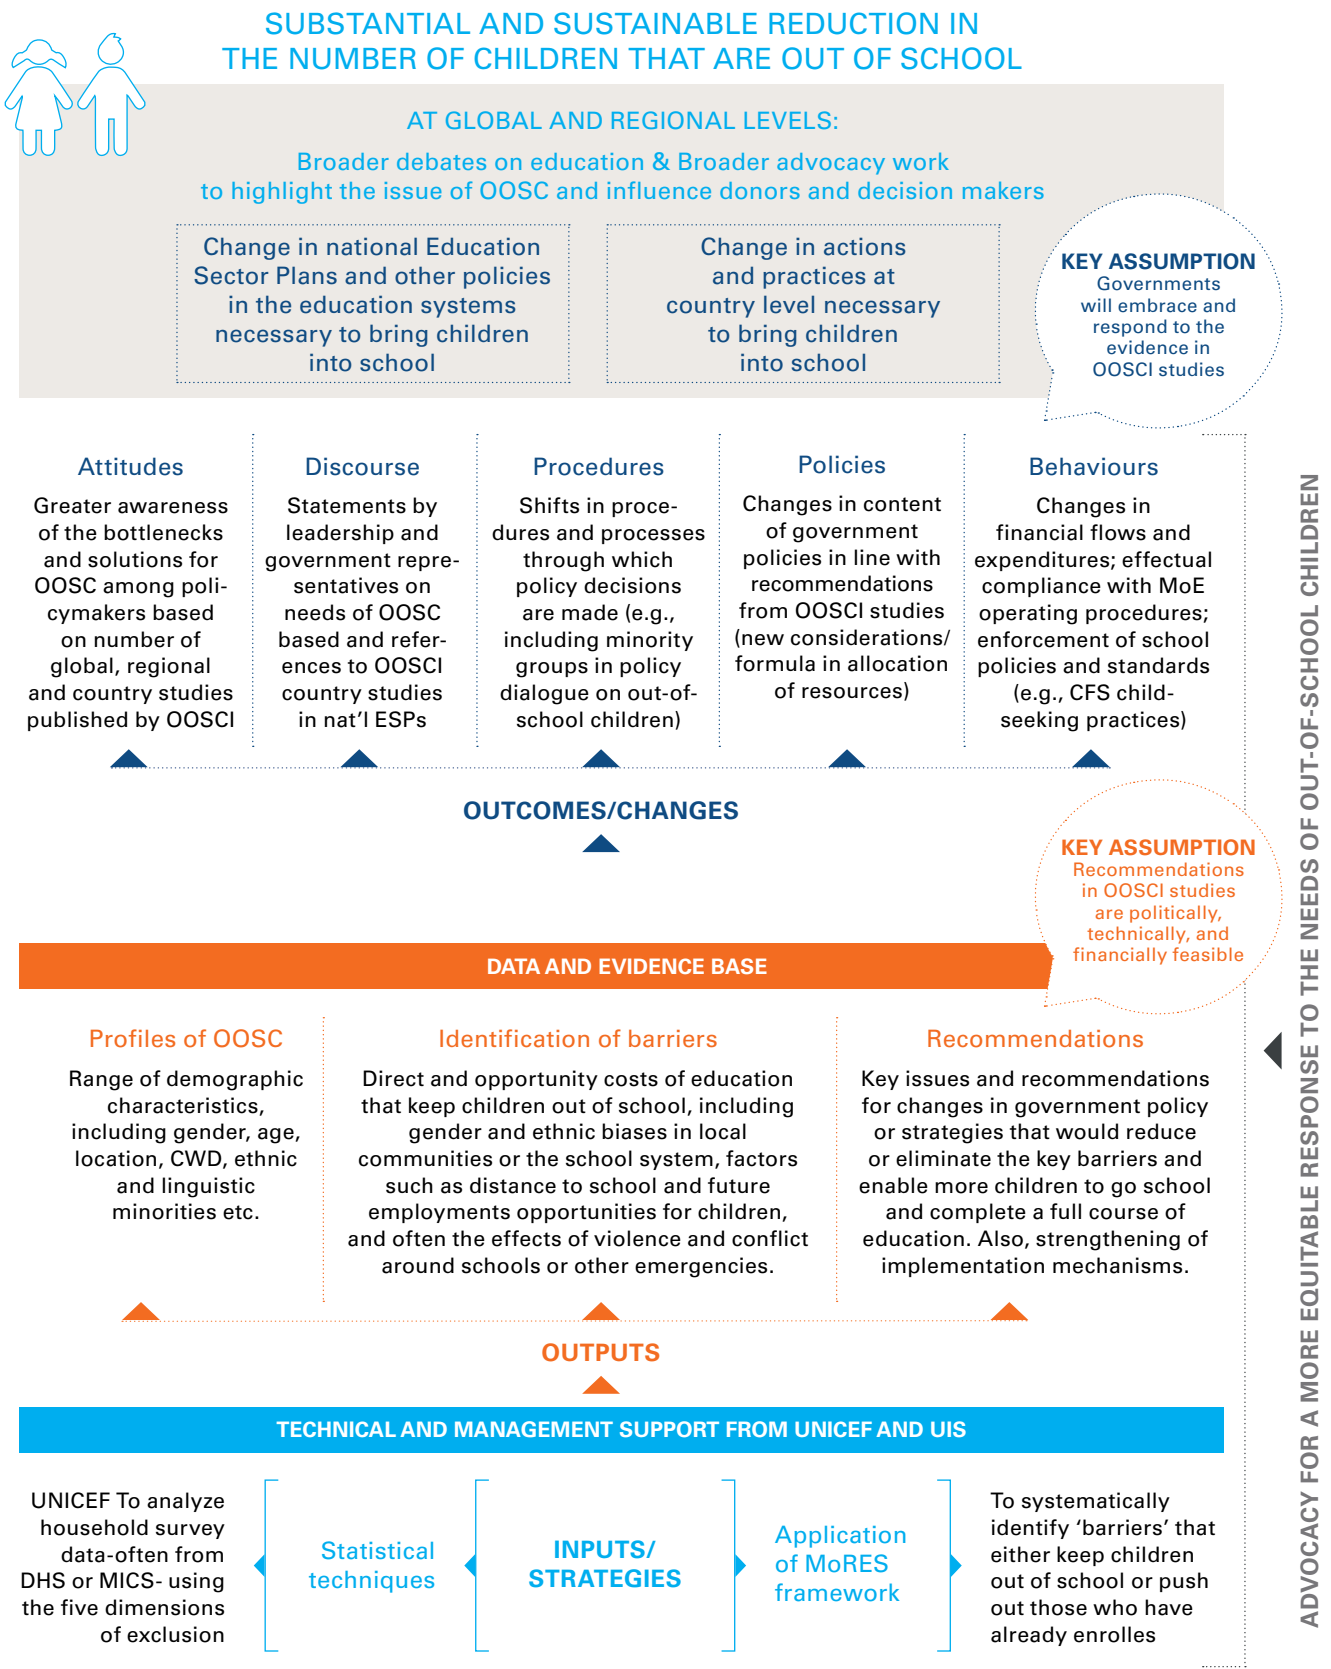 SUBSTANTIAL AND SUSTAINABLE REDUCTION IN
THE NUMBER OF CHILDREN THAT ARE OUT OF SCHOOL
AT GLOBAL AND REGIONAL LEVELS:
Broader debates on education & Broader advocacy work
to highlight the issue of OOSC and influence donors and decision makers
Change in national Education
Sector Plans and other policies
in the education systems
necessary to bring children
into school
Change in actions
and practices at
country level necessary
to bring children
into school
KEY ASSUMPTION
Governments
will embrace and
respond to the
evidence in
OOSCI studies
Attitudes
Greater awareness
of the bottlenecks
and solutions for
OOSC among poli-
cymakers based
on number of
global, regional
and country studies
published by OOSCI
Discourse
Statements by
leadership and
government repre-
sentatives on
needs of OOSC
based and refer-
ences to OOSCI
country studies
in nat'l ESPs
Procedures
Shifts in proce-
dures and processes
through which
policy decisions
are made (e.g.,
including minority
groups in policy
dialogue on out-of-
school children)
Policies
Changes in content
of government
policies in line with
recommendations
from OOSCI studies
(new considerations/
formula in allocation
of resources)
Behaviours
Changes in
financial flows and
expenditures; effectual
compliance with MoE
operating procedures;
enforcement of school
policies and standards
(e.g., CFS child-
seeking practices)
OUTCOMES/CHANGES
KEY ASSUMPTION
Recommendations
in OOSCI studies
are politically,
technically, and
financially feasible
DATA AND EVIDENCE BASE
Profiles of OOSC
Range of demographic
characteristics,
including gender, age,
location, CWD, ethnic
and linguistic
minorities etc.
Identification of barriers
Direct and opportunity costs of education
that keep children out of school, including
gender and ethnic biases in local
communities or the school system, factors
such as distance to school and future
employments opportunities for children,
and often the effects of violence and conflict
around schools or other emergencies.
Recommendations
Key issues and recommendations
for changes in government policy
or strategies that would reduce
or eliminate the key barriers and
enable more children to go school
and complete a full course of
education. Also, strengthening of
implementation mechanisms.
OUTPUTS
TECHNICAL AND MANAGEMENT SUPPORT FROM UNICEF AND UIS
UNICEF To analyze
household survey
data-often from
DHS or MICS- using
the five dimensions
of exclusion
Statistical
techniques
INPUTS/
STRATEGIES
Application
of MoRES
framework
To systematically
identify 'barriers' that
either keep children
out of school or push
out those who have
already enrolles
ADVOCACY FOR A MORE EQUITABLE RESPONSE TO THE NEEDS OF OUT-OF-SCHOOL CHILDREN